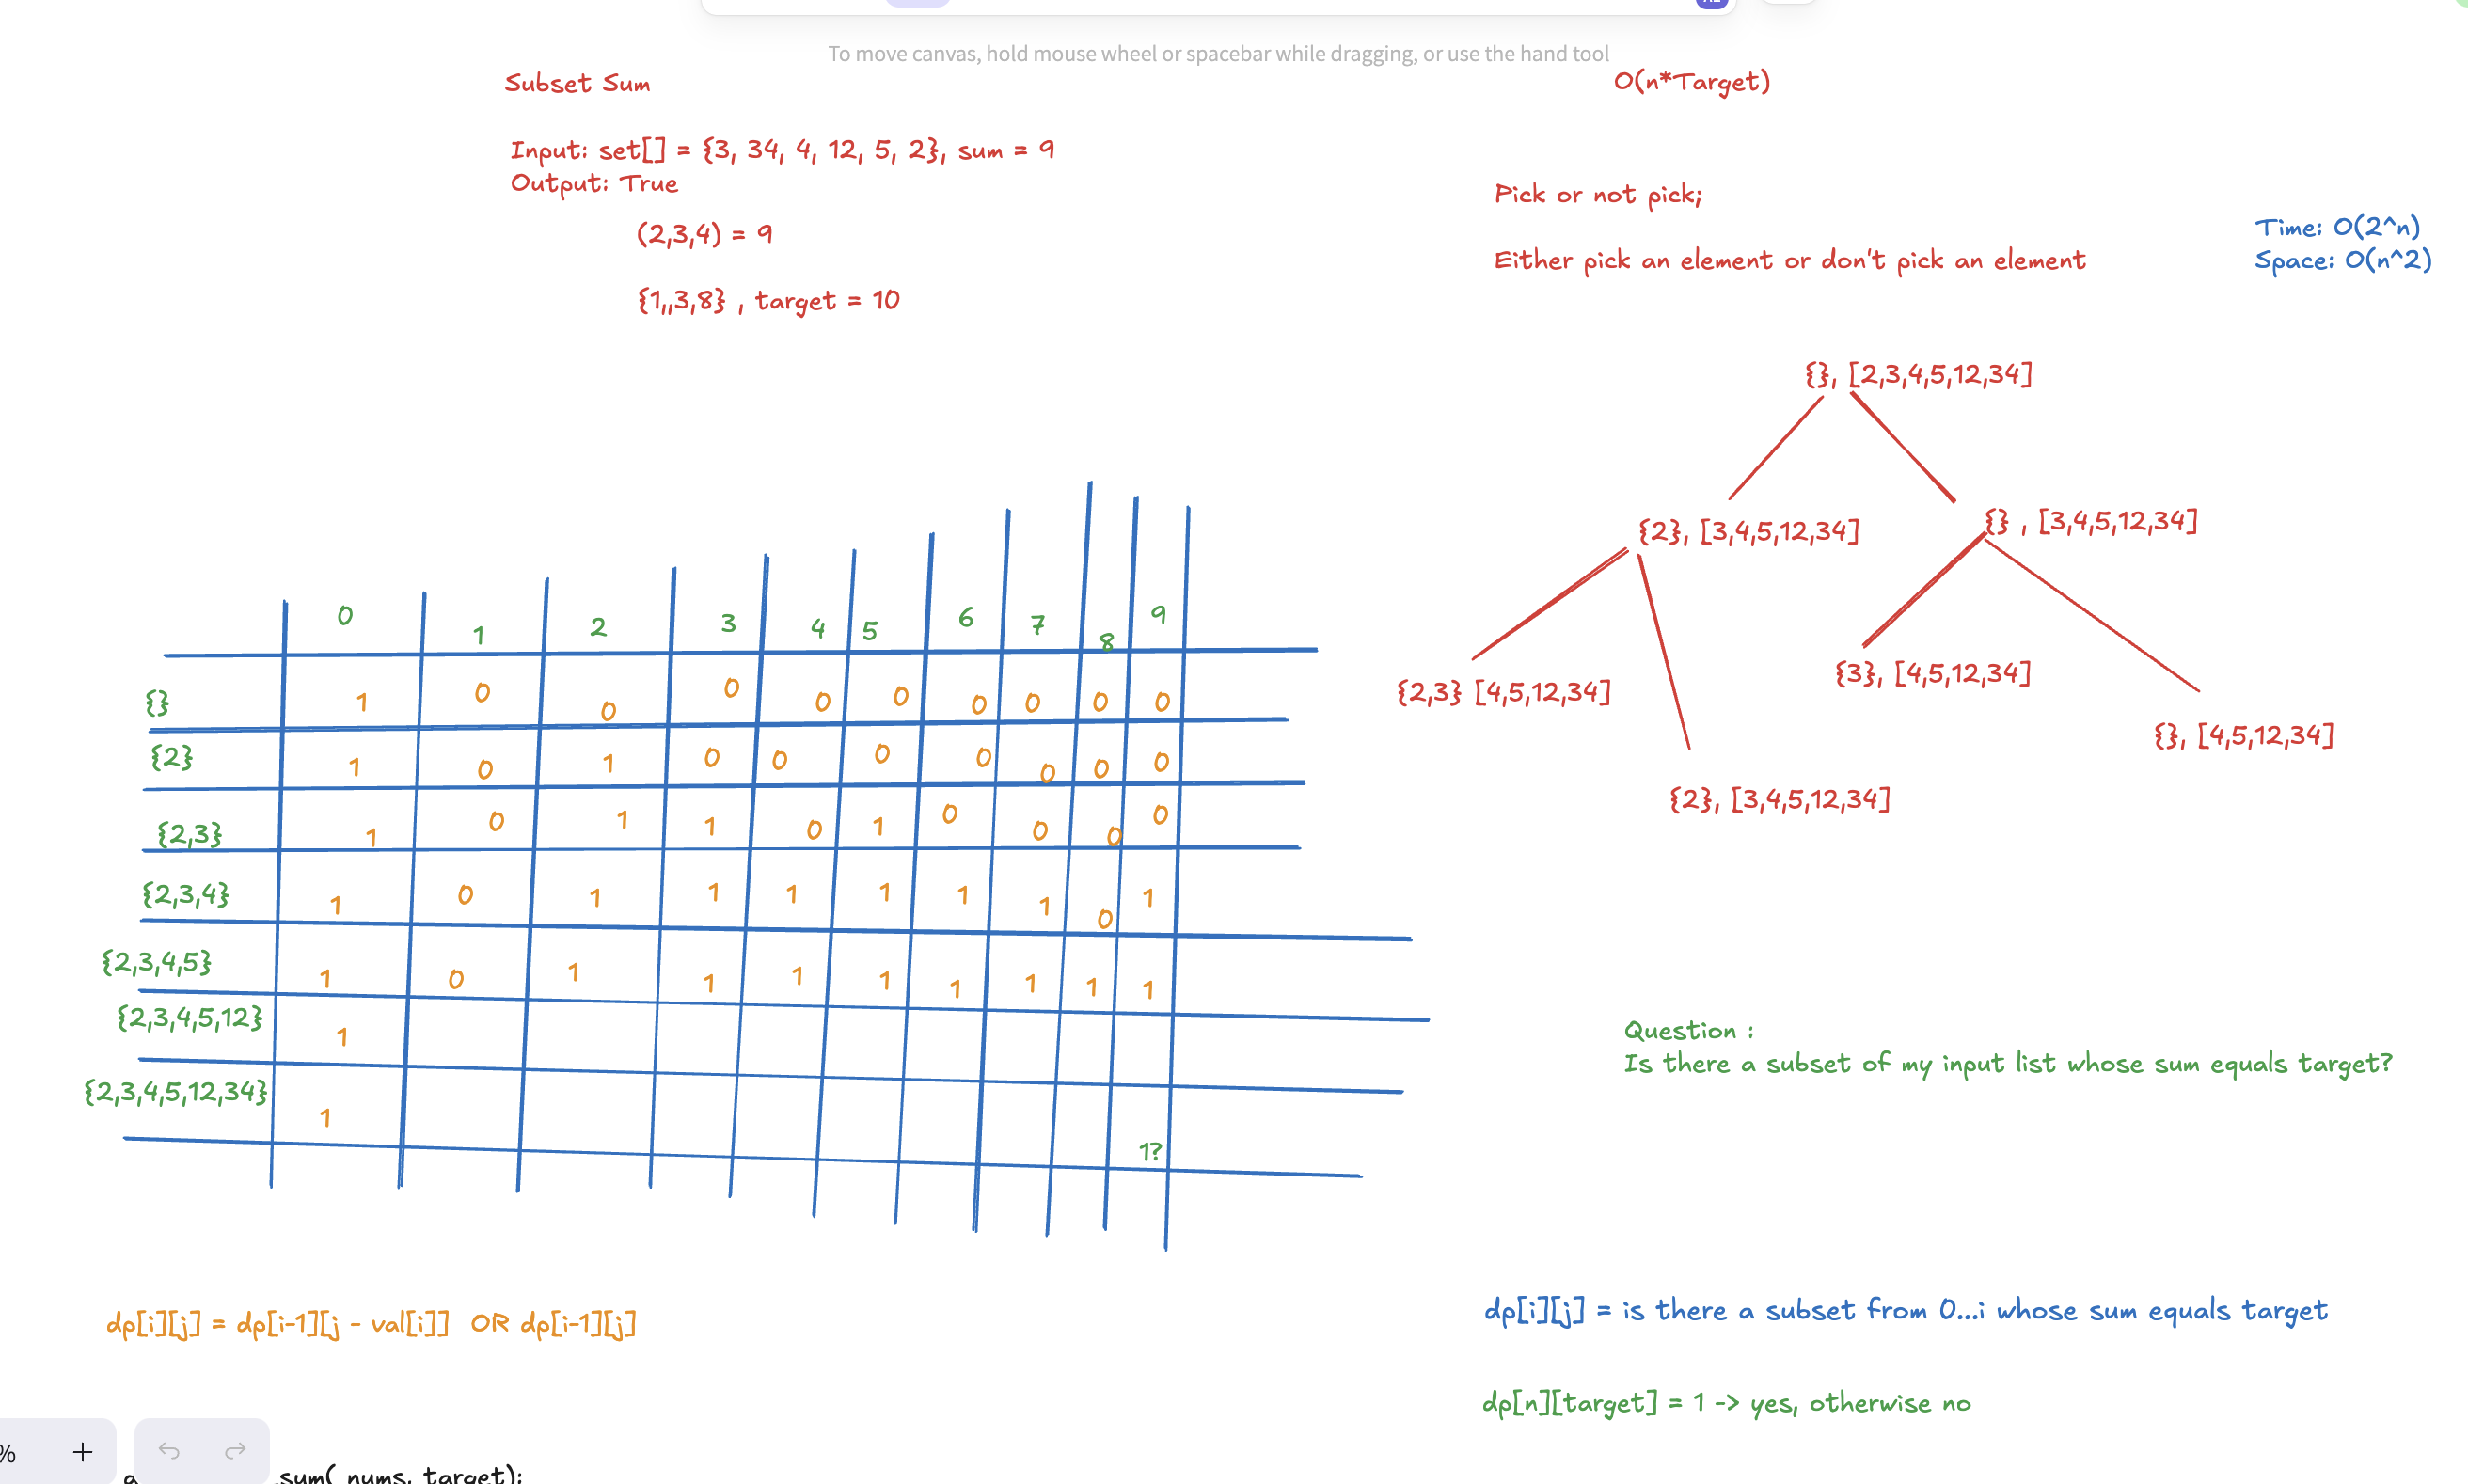 To move canvas, hold mouse wheel or spacebar while dragging, or use the hand tool
Subset Sum
Input: set[] = {3, 34, 4, 12, 5, 2}, sum = 9
Output: True
(2,3,4) = 9
{1,,3,8} , target = 10
O(n*Target)
Pick or not pick;
Either pick an element or don't pick an element
Time: O(2^n)
Space: O(n^2)
{}, [2,3,4,5,12,34]
{2}, [3,4,5,12,34]
{} , [3,4,5,12,34]
{2,3} [4,5,12,34]
{3}, [4,5,12,34]
{}, [4,5,12,34]
{2}, [3,4,5,12,34]
0 1 2 3 4 5 6 7 8 9
{} 1 0 0 0 0 0 0 0 0 0
{2} 1 0 1 0 0 0 0 0 0 0
{2,3} 1 0 1 1 0 1 0 0 0 0
{2,3,4} 1 0 1 1 1 1 1 1 0 1
{2,3,4,5} 1 0 1 1 1 1 1 1 1 1
{2,3,4,5,12} 1
{2,3,4,5,12,34} 1
1?
Question :
Is there a subset of my input list whose sum equals target?
dp[i][j] = dp[i-1][j - val[i]] OR dp[i-1][j]
dp[i][j] = is there a subset from 0...i whose sum equals target
dp[n][target] = 1 -> yes, otherwise no
%
sum( nums, target):